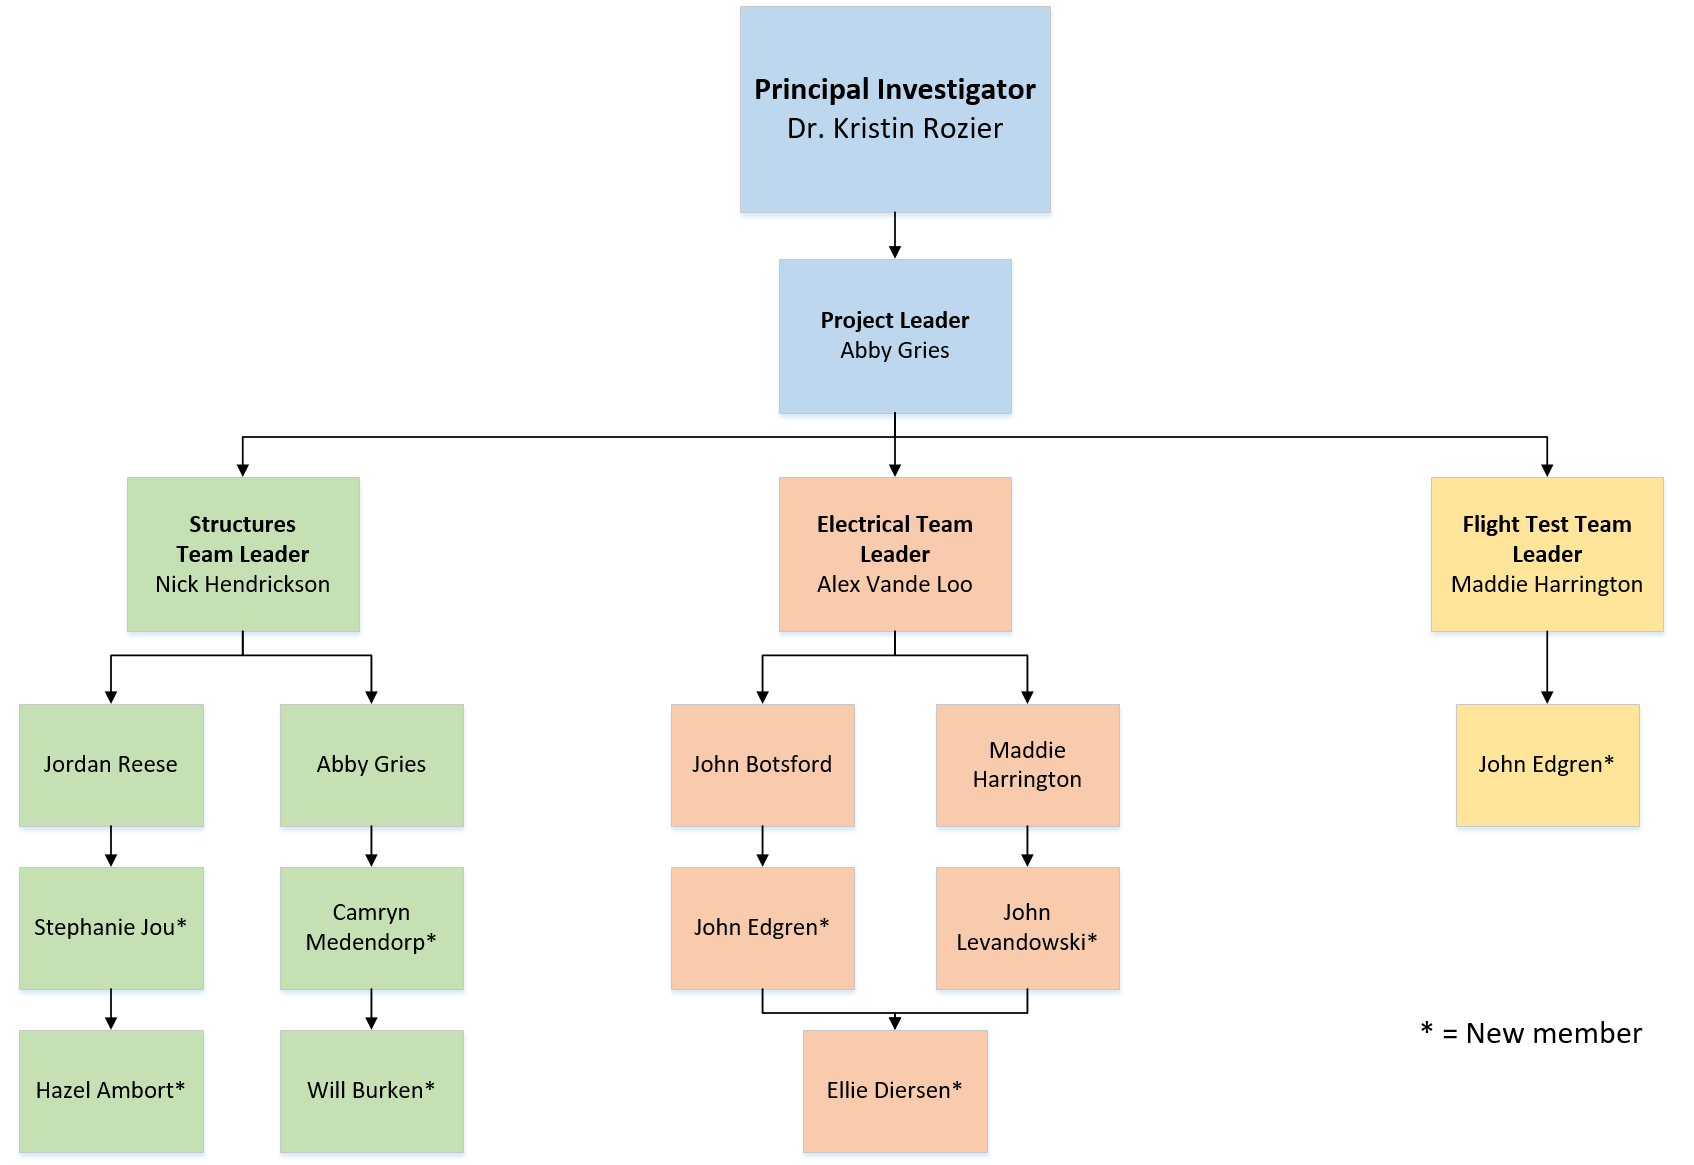 Principal Investigator
Dr. Kristin Rozier
Project Leader
Abby Gries
Structures
Team Leader
Nick Hendrickson
Electrical Team
Leader
Alex Vande Loo
Flight Test Team
Leader
Maddie Harrington
Jordan Reese
Abby Gries
John Botsford
Maddie
Harrington
John Edgren*
Stephanie Jou*
Camryn
Medendorp*
John Edgren*
John
Levandowski*
Hazel Ambort*
Will Burken*
Ellie Diersen*
* = New member